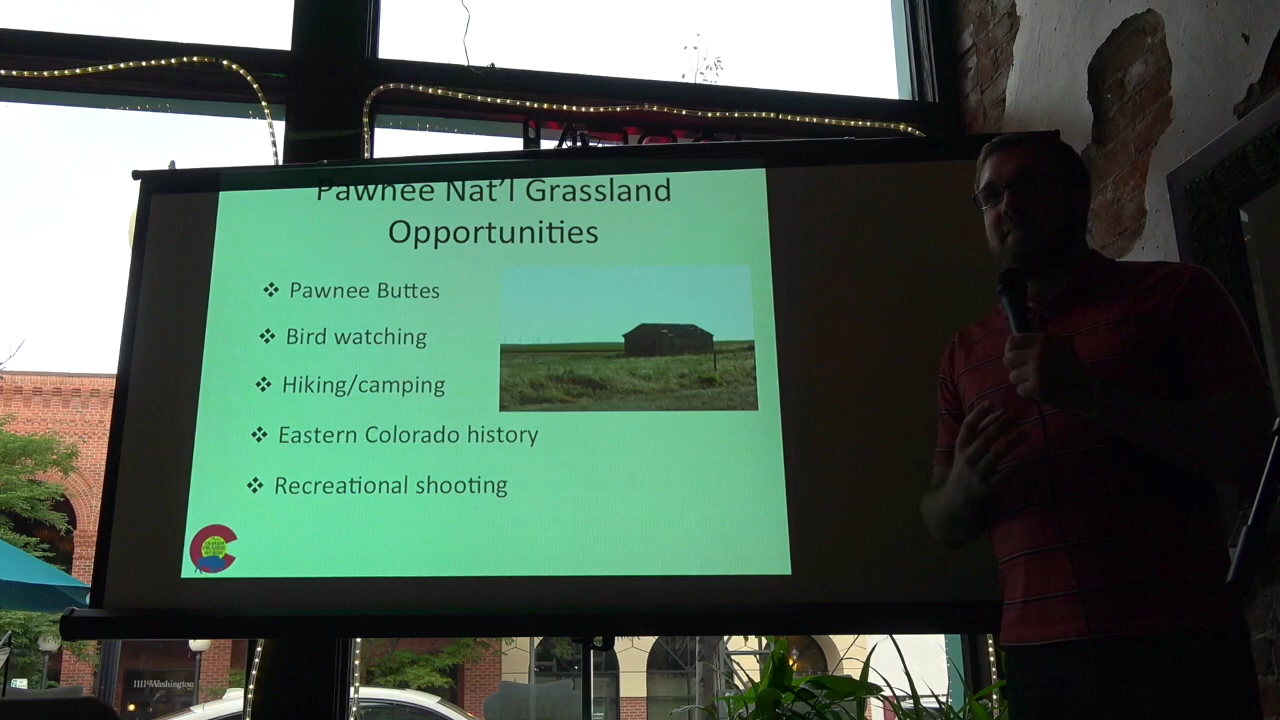 Pawnee Nat'l Grassland
Opportunities
❖ Pawnee Buttes
❖ Bird watching
❖ Hiking/camping
❖ Eastern Colorado history
❖ Recreational shooting
1111 Washington